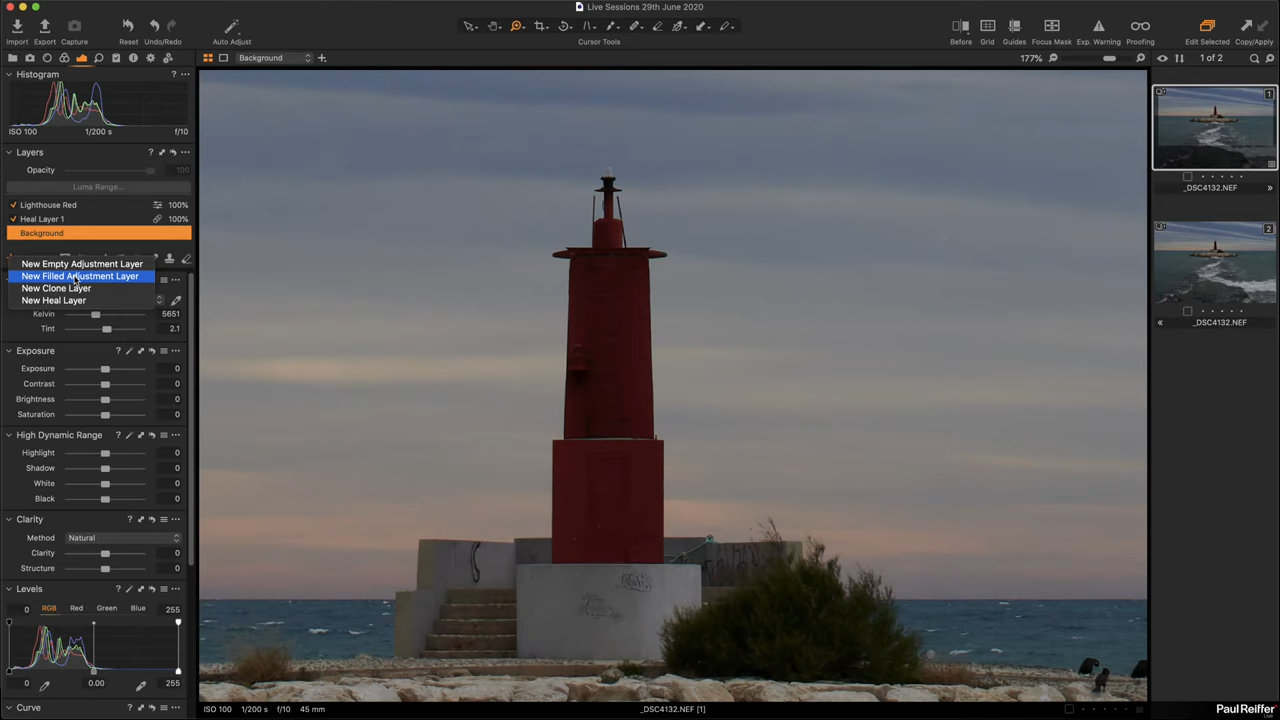 Live Sessions 29th June 2020
Import Export Capture Reset Undo/Redo Auto Adjust Cursor Tools Before Grid Guides Focus Mask Exp. Warning Proofing Edit Selected Copy/Apply
Background 177% 1 of 2
Histogram ?
ISO 100 1/200 s f/10
Layers ?
Opacity 100
Luma Range...
Lighthouse Red 100%
Heal Layer 1 100%
Background
New Empty Adjustment Layer
New Filled Adjustment Layer
New Clone Layer
New Heal Layer
Kelvin 5651
Tint 2.1
Exposure ?
Exposure 0
Contrast 0
Brightness 0
Saturation 0
High Dynamic Range ?
Highlight 0
Shadow 0
White 0
Black 0
Clarity ?
Method Natural
Clarity 0
Structure 0
Levels ?
0 RGB Red Green Blue 255
0 0.00 255
Curve ?
ISO 100 1/200 s f/10 45 mm _DSC4132.NEF [1]
1
_DSC4132.NEF
2
_DSC4132.NEF
Paul Reiffer